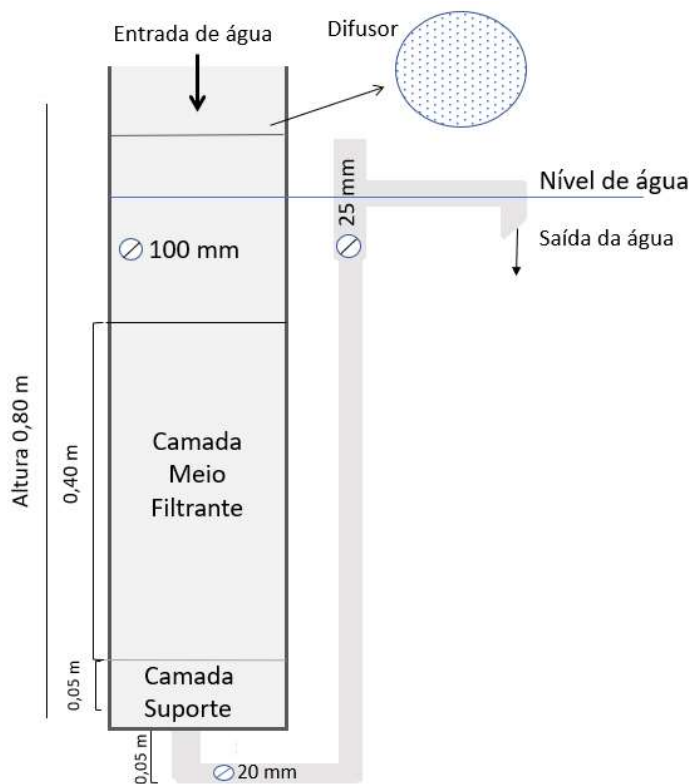 Entrada de água
Difusor
Nível de água
25 mm
100 mm
Saída da água
Altura 0,80 m
0,40 m
Camada
Meio
Filtrante
0,05 m
Camada
Suporte
0,05 m
20 mm